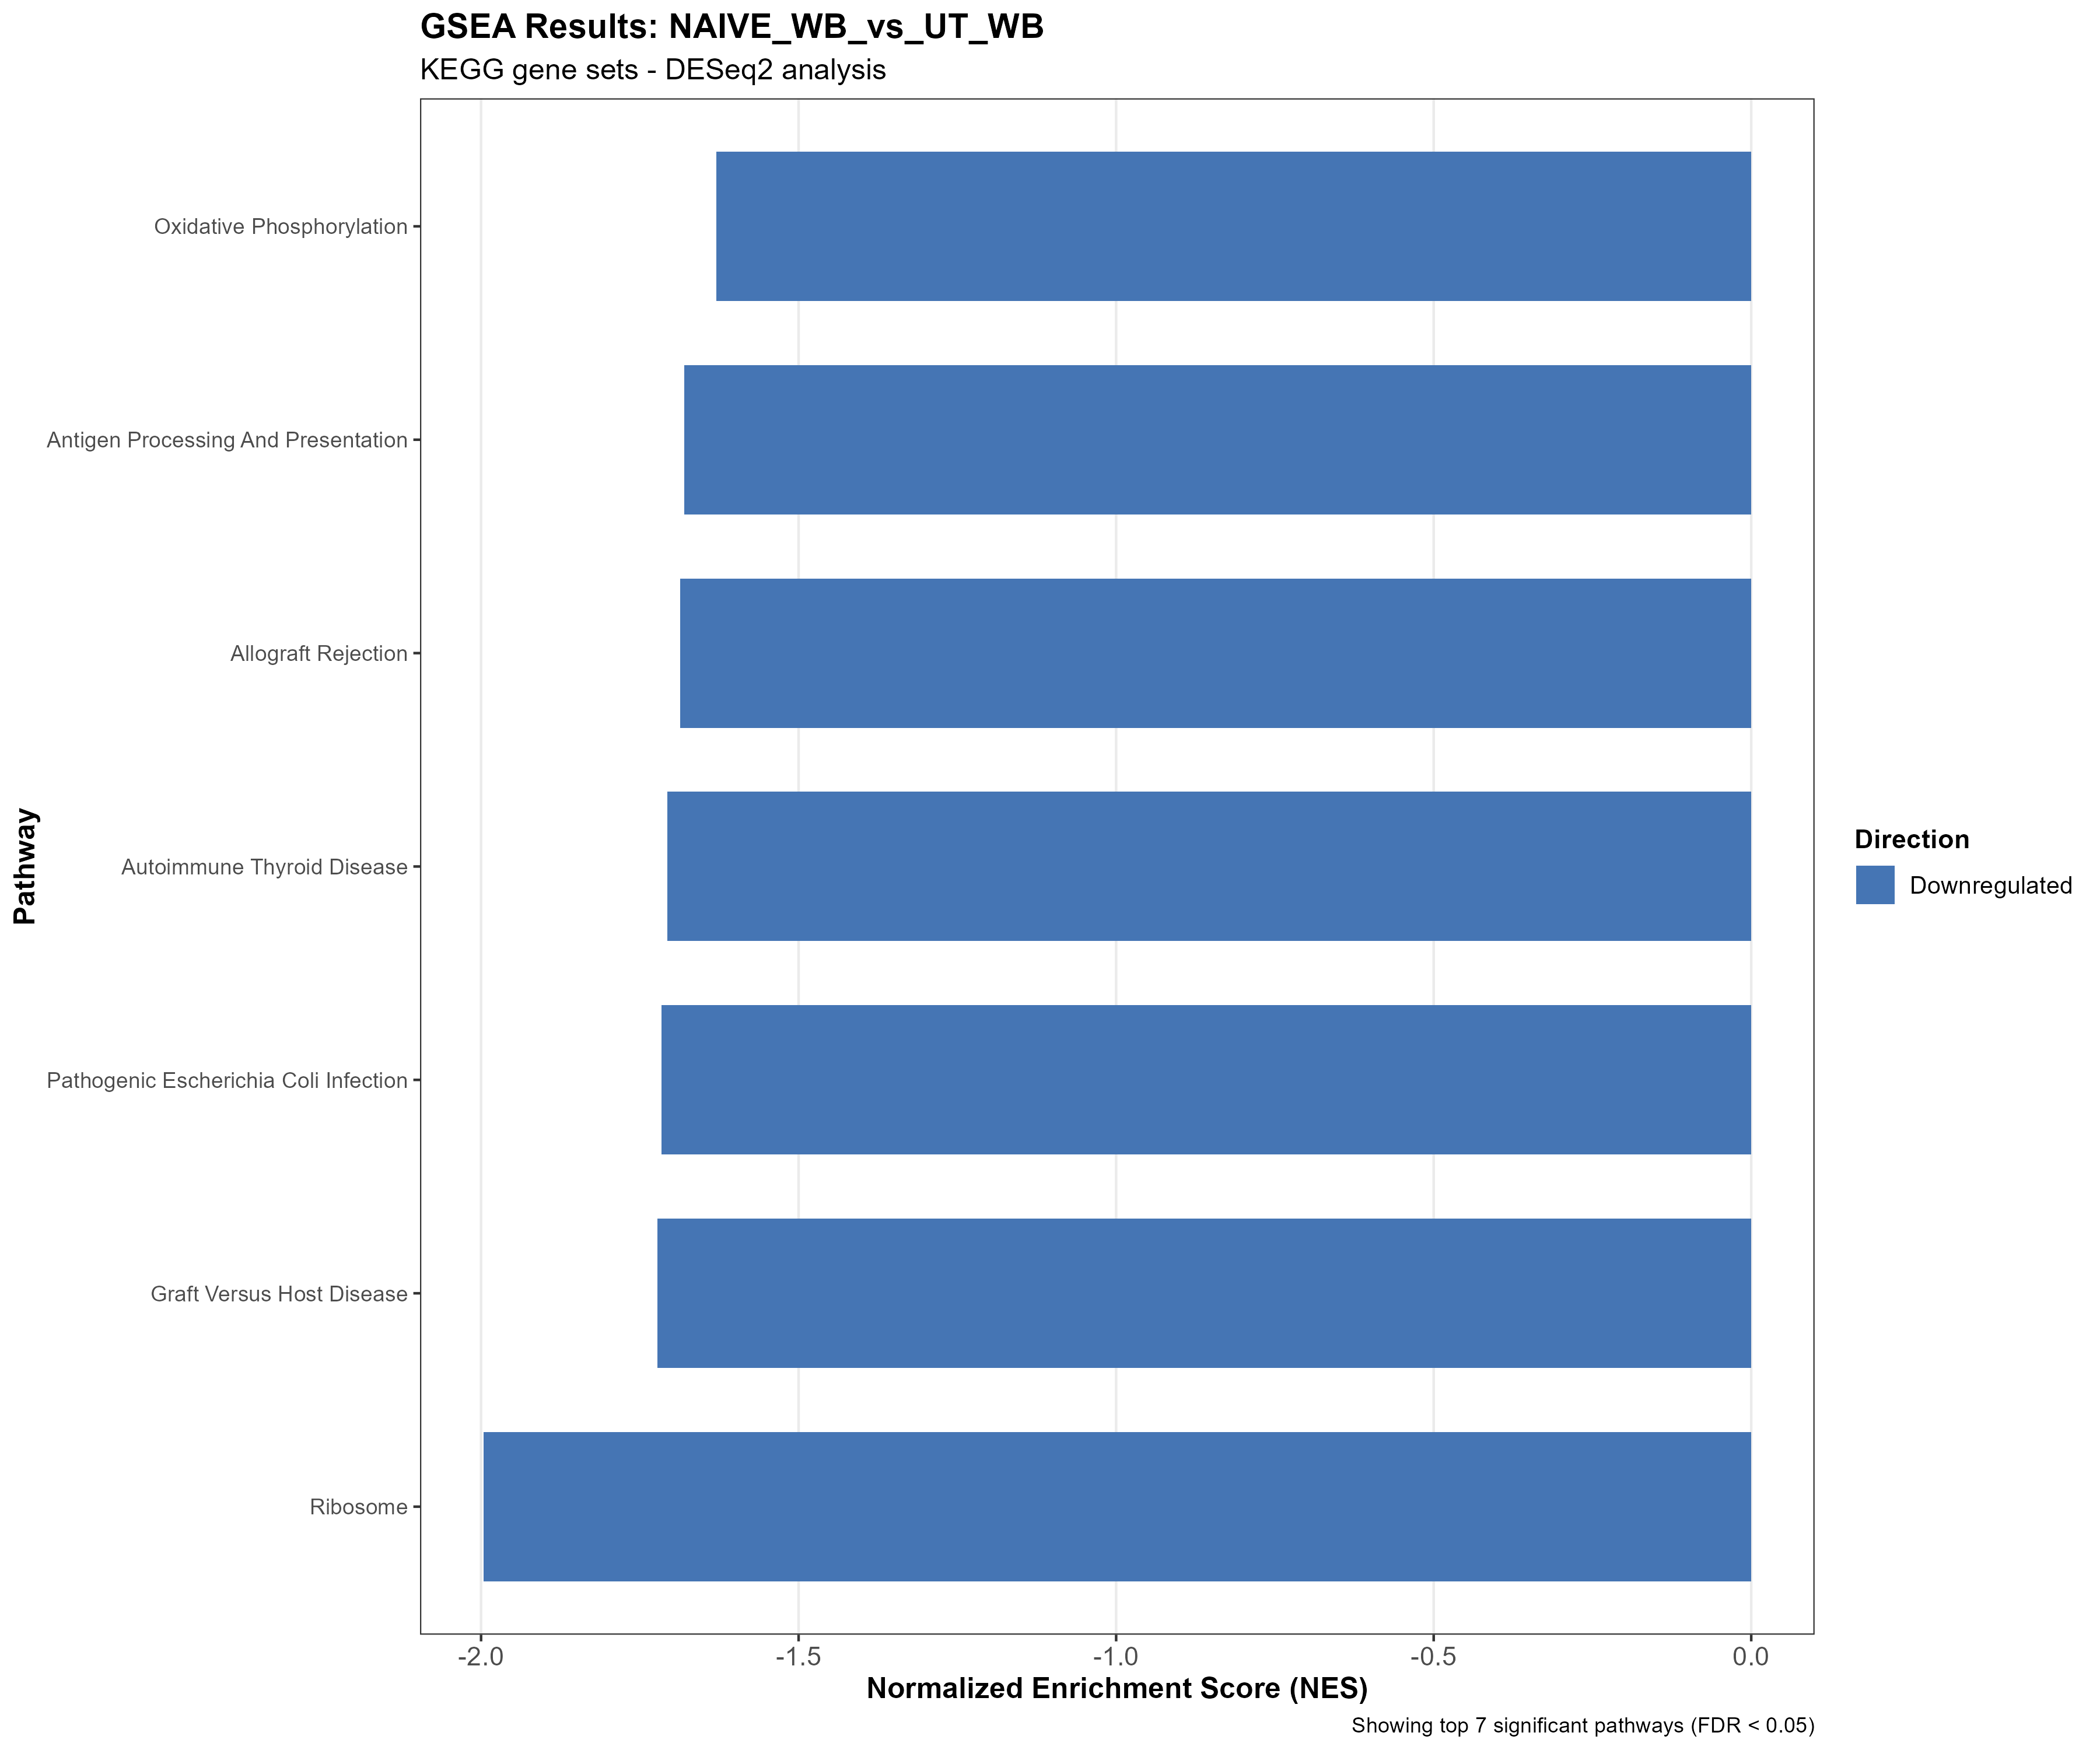 GSEA Results: NAIVE_WB_vs_UT_WB
KEGG gene sets - DESeq2 analysis
Pathway
Oxidative Phosphorylation
Antigen Processing And Presentation
Allograft Rejection
Autoimmune Thyroid Disease
Pathogenic Escherichia Coli Infection
Graft Versus Host Disease
Ribosome
-2.0 -1.5 -1.0 -0.5 0.0
Normalized Enrichment Score (NES)
Showing top 7 significant pathways (FDR < 0.05)
Direction
Downregulated